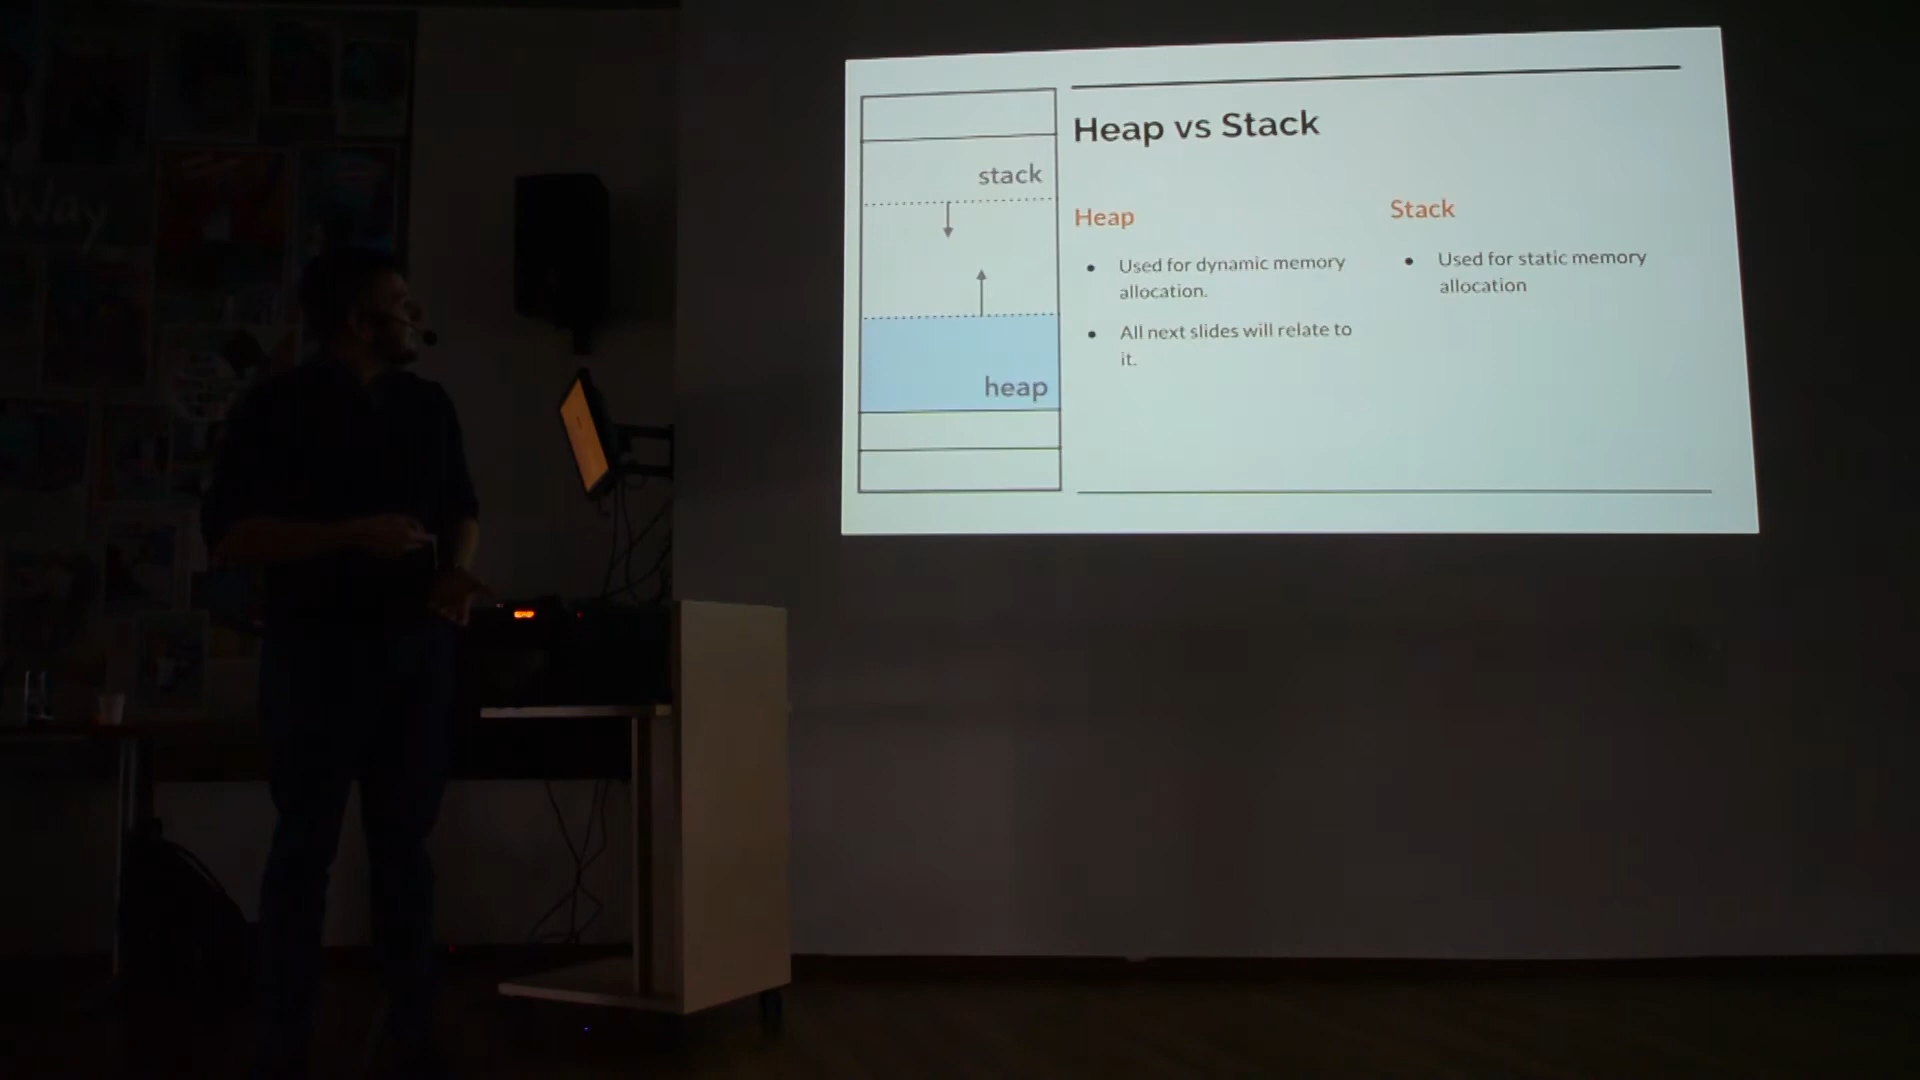 Way
stack
heap
Heap vs Stack
Heap
● Used for dynamic memory
allocation.
● All next slides will relate to
it.
Stack
● Used for static memory
allocation